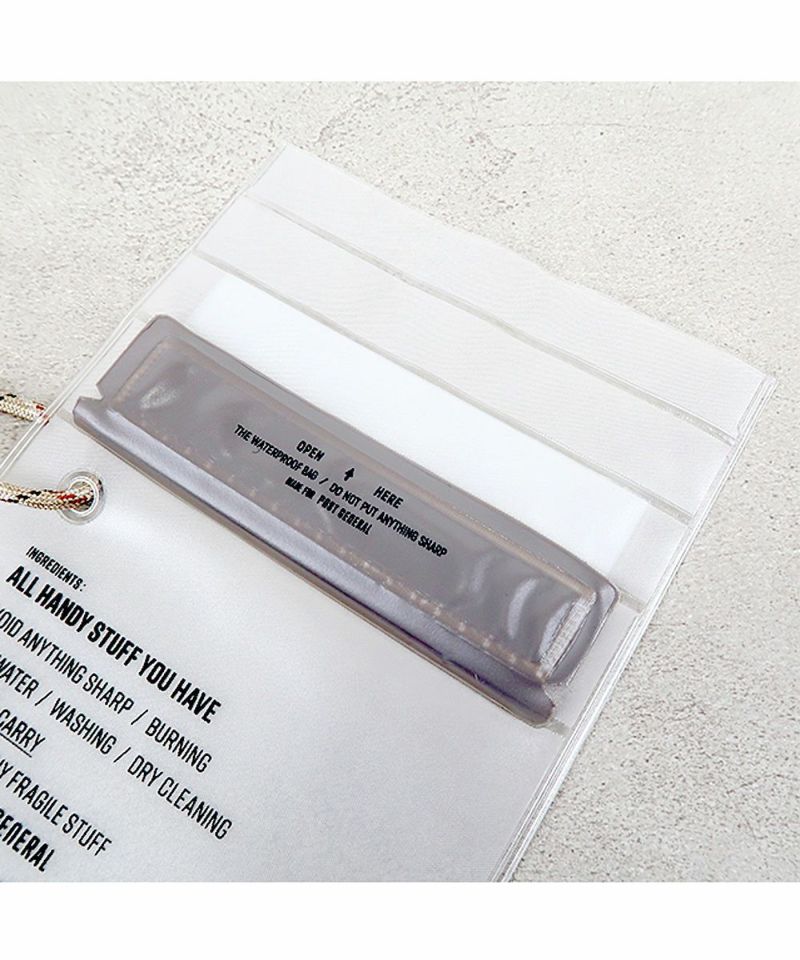 OPEN ↑ HERE
THE WATERPROOF BAG / DO NOT PUT ANYTHING SHARP
MADE FOR POST GENERAL
INGREDIENTS:
ALL HANDY STUFF YOU HAVE
ANYTHING SHARP / BURNING
WATER / WASHING / DRY CLEANING
CARRY
FRAGILE STUFF
GENERAL